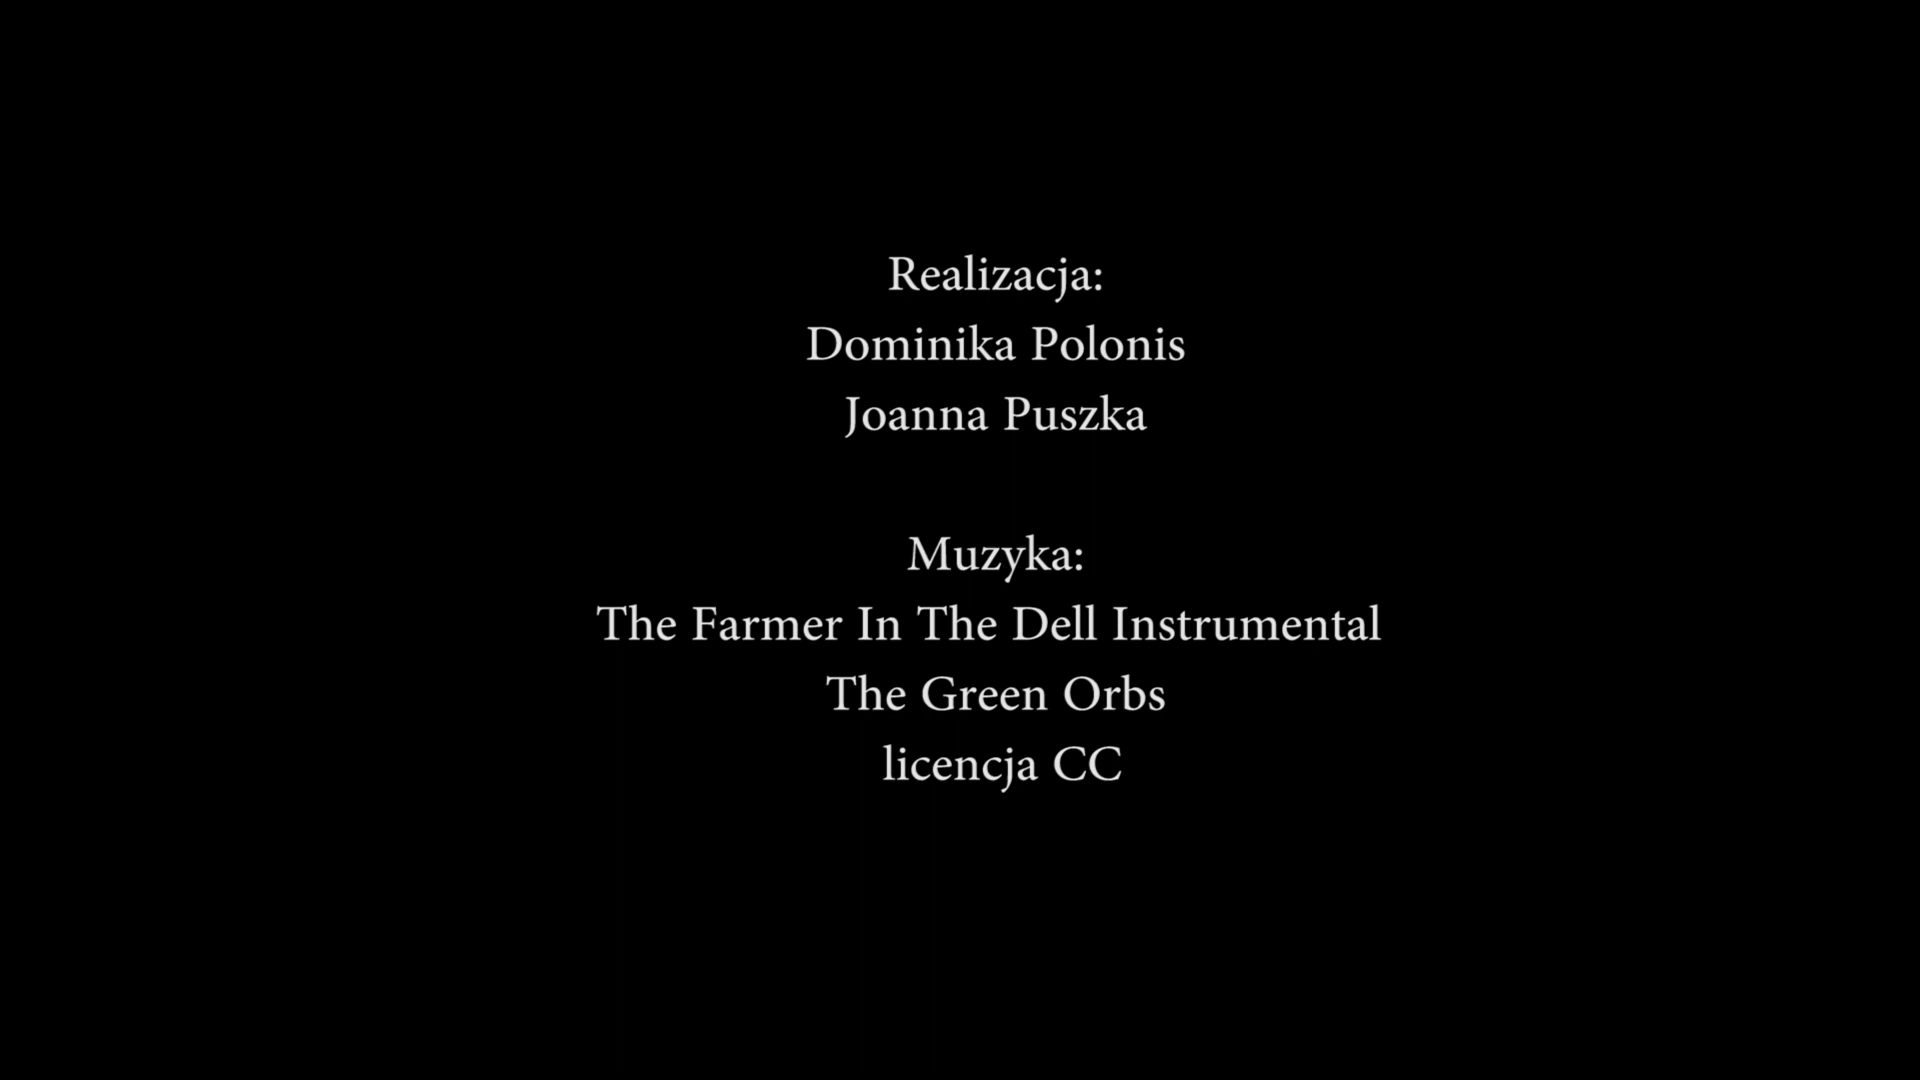 Realizacja:
Dominika Polonis
Joanna Puszka
Muzyka:
The Farmer In The Dell Instrumental
The Green Orbs
licencja CC